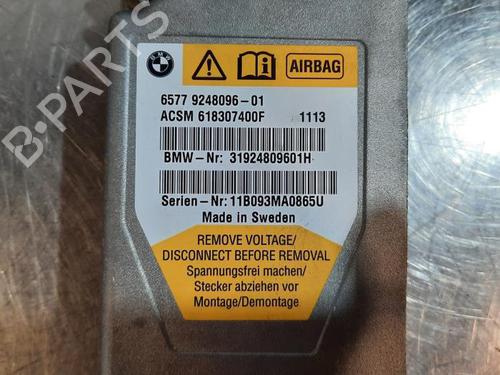 BMW
AIRBAG
6577 9248096-01
ACSM 618307400F 1113
BMW-Nr: 31924809601H
Serien-Nr: 11B093MA0865U
Made in Sweden
REMOVE VOLTAGE/
DISCONNECT BEFORE REMOVAL
Spannungsfrei machen/
Stecker abziehen vor
Montage/Demontage
B PARTS